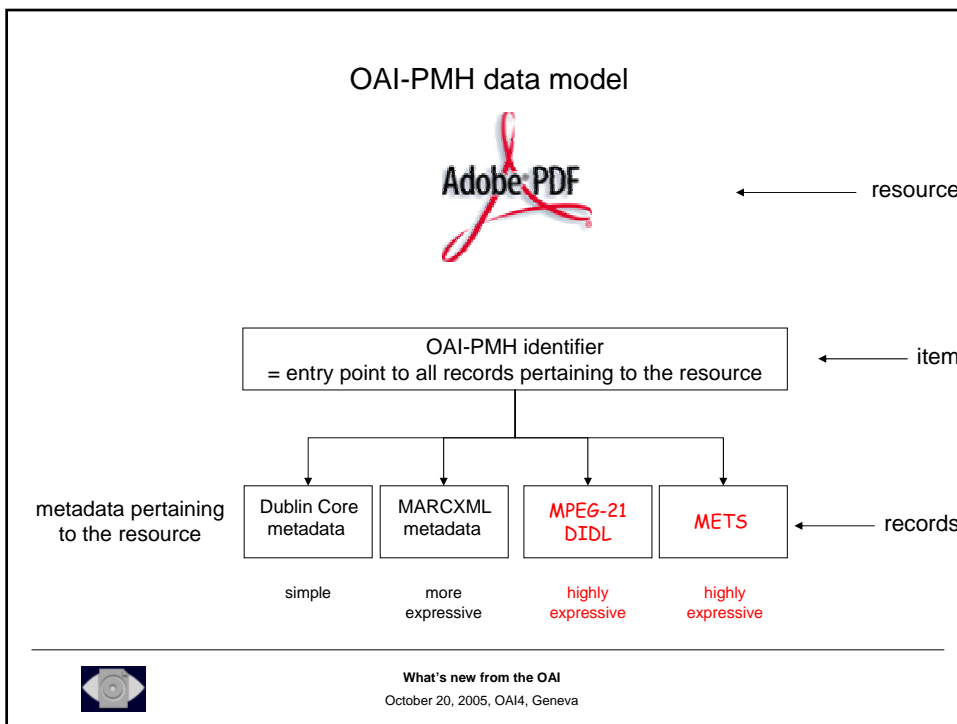 OAI-PMH data model
Adobe PDF
resource
OAI-PMH identifier
= entry point to all records pertaining to the resource
item
metadata pertaining
to the resource
Dublin Core
metadata
MARCXML
metadata
MPEG-21
DIDL
METS
records
simple
more
expressive
highly
expressive
highly
expressive
What's new from the OAI
October 20, 2005, OAI4, Geneva